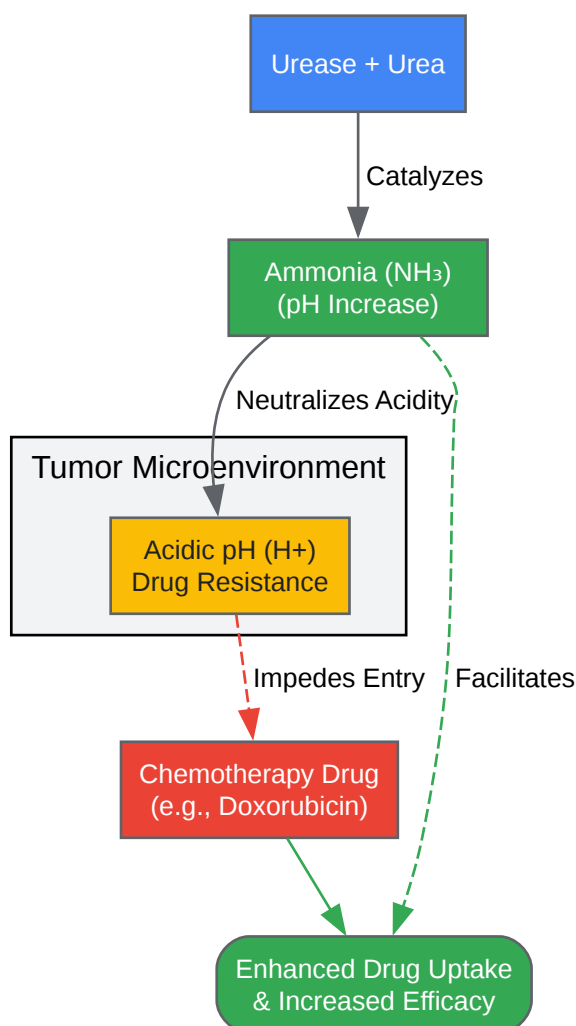 Urease + Urea
Catalyzes
Ammonia (NH₃)
(pH Increase)
Neutralizes Acidity
Tumor Microenvironment
Acidic pH (H+)
Drug Resistance
Impedes Entry
Facilitates
Chemotherapy Drug
(e.g., Doxorubicin)
Enhanced Drug Uptake
& Increased Efficacy